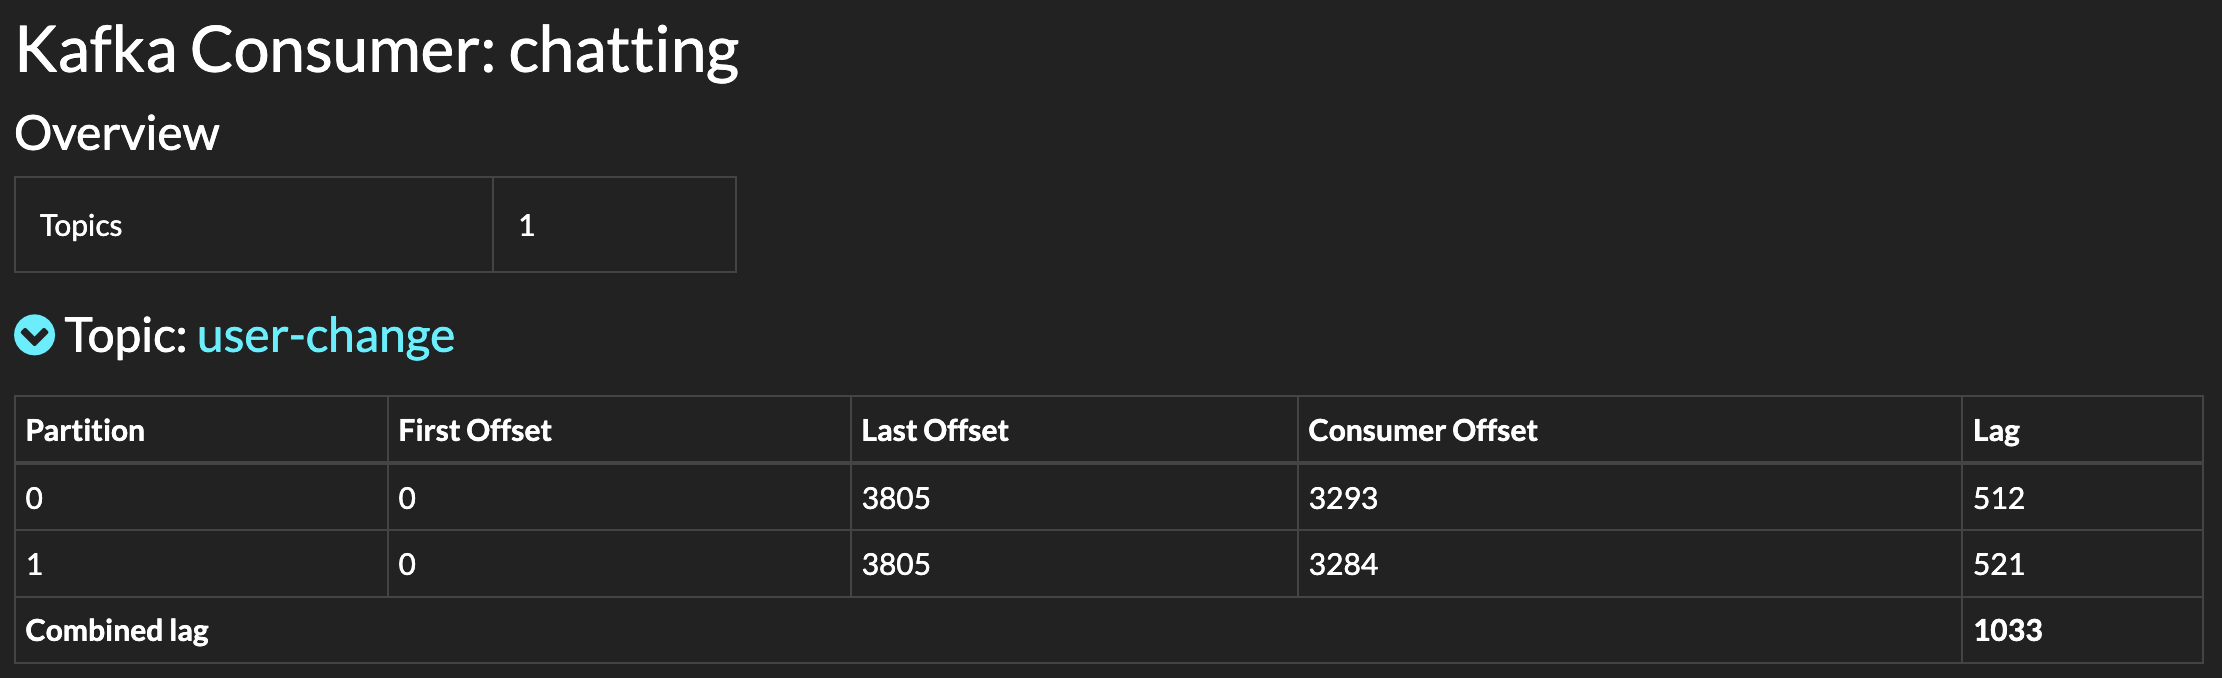 Kafka Consumer: chatting
Overview
Topics 1
Topic: user-change
Partition First Offset Last Offset Consumer Offset Lag
0 0 3805 3293 512
1 0 3805 3284 521
Combined lag 1033